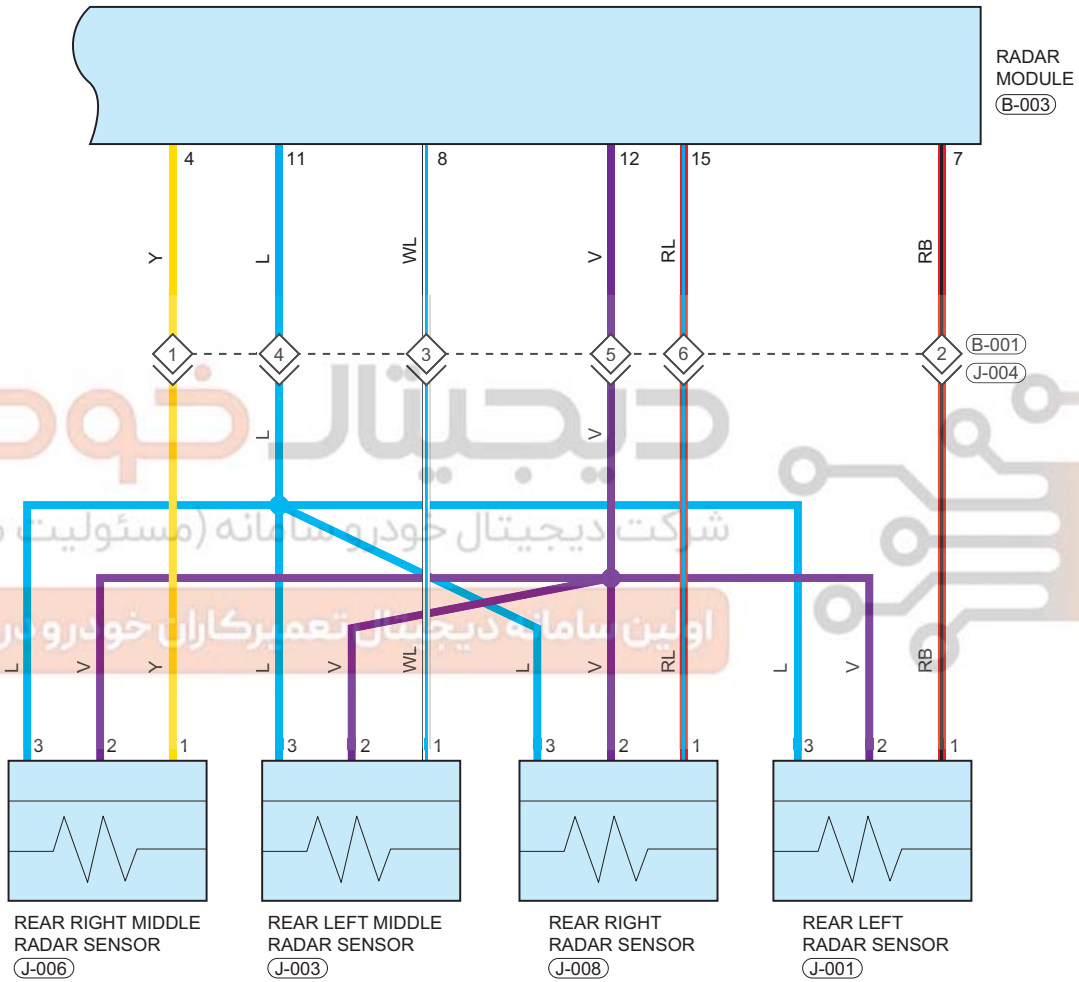 RADAR
MODULE
B-003
4 11 8 12 15 7
Y L WL V RL RB
1 4 3 5 6 2
B-001
J-004
L V
دیجیتال خود
شرکت دیجیتال خودرو سامانه (مسئولیت
اولین سامانه دیجیتال تعمیرکاران خودرو در
L V Y L V WL L V RL L V RB
3 2 1 3 2 1 3 2 1 3 2 1
REAR RIGHT MIDDLE
RADAR SENSOR
J-006
REAR LEFT MIDDLE
RADAR SENSOR
J-003
REAR RIGHT
RADAR SENSOR
J-008
REAR LEFT
RADAR SENSOR
J-001